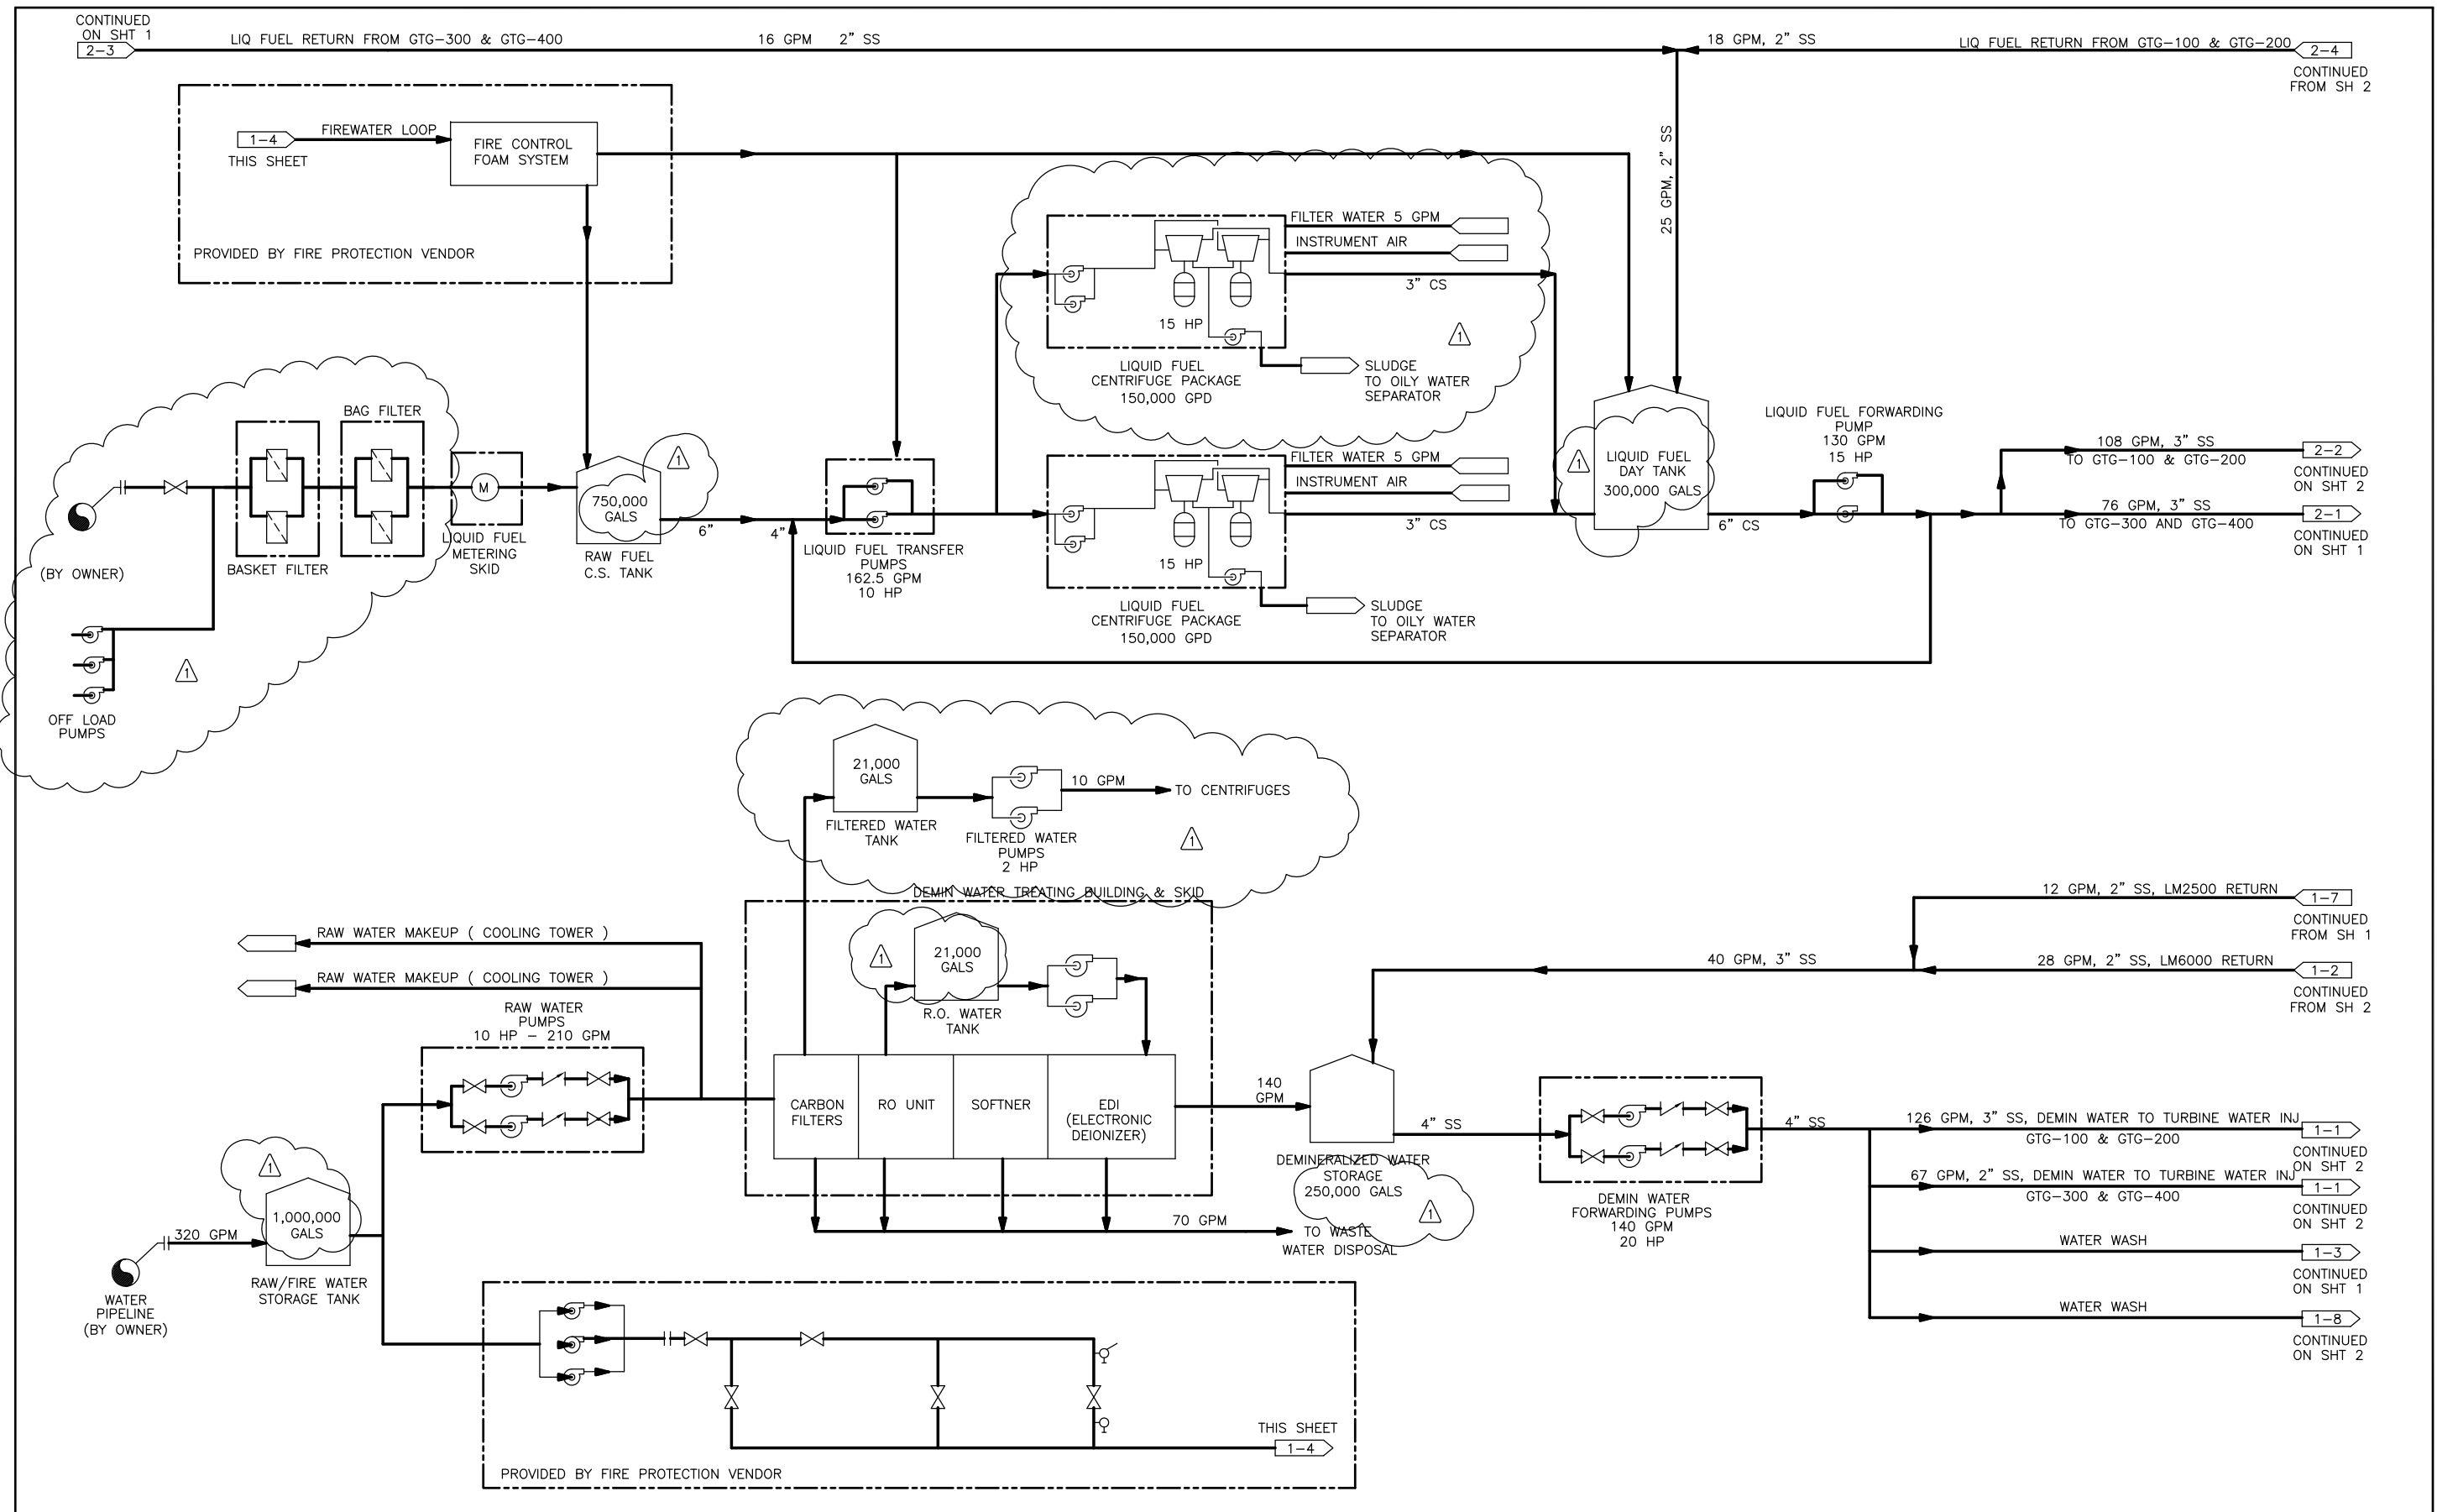 CONTINUED
ON SHT 1
2-3
LIQ FUEL RETURN FROM GTG-300 & GTG-400
16 GPM 2" SS
18 GPM, 2" SS
LIQ FUEL RETURN FROM GTG-100 & GTG-200
2-4
CONTINUED
FROM SH 2
25 GPM, 2" SS
1-4
THIS SHEET
FIREWATER LOOP
FIRE CONTROL
FOAM SYSTEM
PROVIDED BY FIRE PROTECTION VENDOR
FILTER WATER 5 GPM
INSTRUMENT AIR
3" CS
15 HP
1
LIQUID FUEL
CENTRIFUGE PACKAGE
150,000 GPD
SLUDGE
TO OILY WATER
SEPARATOR
BAG FILTER
BASKET FILTER
(BY OWNER)
M
LIQUID FUEL
METERING
SKID
OFF LOAD
PUMPS
1
1
750,000
GALS
RAW FUEL
C.S. TANK
6"
4"
LIQUID FUEL TRANSFER
PUMPS
162.5 GPM
10 HP
FILTER WATER 5 GPM
INSTRUMENT AIR
3" CS
15 HP
LIQUID FUEL
CENTRIFUGE PACKAGE
150,000 GPD
SLUDGE
TO OILY WATER
SEPARATOR
1
LIQUID FUEL
DAY TANK
300,000 GALS
6" CS
LIQUID FUEL FORWARDING
PUMP
130 GPM
15 HP
108 GPM, 3" SS
TO GTG-100 & GTG-200
2-2
CONTINUED
ON SHT 2
76 GPM, 3" SS
TO GTG-300 AND GTG-400
2-1
CONTINUED
ON SHT 1
21,000
GALS
FILTERED WATER
TANK
FILTERED WATER
PUMPS
2 HP
10 GPM
TO CENTRIFUGES
1
DEMIN WATER TREATING BUILDING & SKID
1
21,000
GALS
R.O. WATER
TANK
RAW WATER MAKEUP ( COOLING TOWER )
RAW WATER MAKEUP ( COOLING TOWER )
RAW WATER
PUMPS
10 HP - 210 GPM
CARBON
FILTERS
RO UNIT
SOFTNER
EDI
(ELECTRONIC
DEIONIZER)
140
GPM
70 GPM
TO WASTE
WATER DISPOSAL
12 GPM, 2" SS, LM2500 RETURN
1-7
CONTINUED
FROM SH 1
40 GPM, 3" SS
28 GPM, 2" SS, LM6000 RETURN
1-2
CONTINUED
FROM SH 2
DEMINERALIZED WATER
STORAGE
250,000 GALS
1
4" SS
DEMIN WATER
FORWARDING PUMPS
140 GPM
20 HP
4" SS
126 GPM, 3" SS, DEMIN WATER TO TURBINE WATER INJ
GTG-100 & GTG-200
1-1
CONTINUED
ON SHT 2
67 GPM, 2" SS, DEMIN WATER TO TURBINE WATER INJ
GTG-300 & GTG-400
1-1
CONTINUED
ON SHT 2
WATER WASH
1-3
CONTINUED
ON SHT 1
WATER WASH
1-8
CONTINUED
ON SHT 2
1
1,000,000
GALS
320 GPM
RAW/FIRE WATER
STORAGE TANK
WATER
PIPELINE
(BY OWNER)
THIS SHEET
1-4
PROVIDED BY FIRE PROTECTION VENDOR